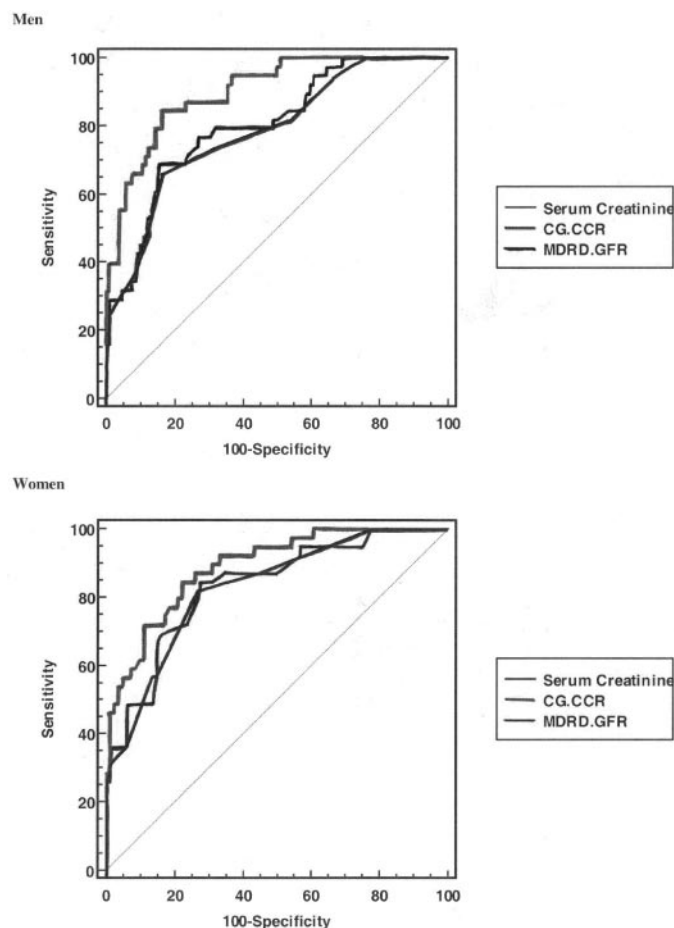 Men
100
80
60
40
20
0
Sensitivity
0 20 40 60 80 100
100-Specificity
Serum Creatinine
CG.CCR
MDRD.GFR
Women
100
80
60
40
20
0
Sensitivity
0 20 40 60 80 100
100-Specificity
Serum Creatinine
CG.CCR
MDRD.GFR